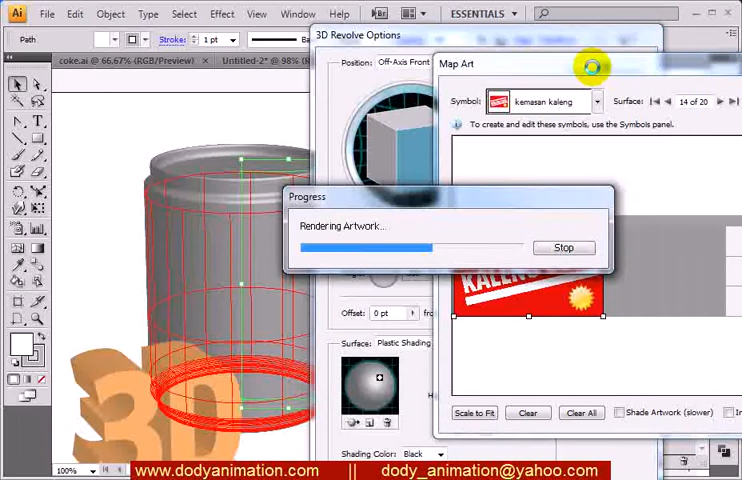 Ai File Edit Object Type Select Effect View Window Help Br ESSENTIALS
Path Stroke: 1 pt Basic
coke.ai @ 66,67% (RGB/Preview) Untitled-2* @ 98%
3D Revolve Options
Position: Off-Axis Front
Map Art
Symbol: kemasan kaleng Surface: 14 of 20
To create and edit these symbols, use the Symbols panel.
Progress
Rendering Artwork...
Stop
KALENG
Offset: 0 pt
Surface: Plastic Shading
Scale to Fit Clear Clear All Shade Artwork (slower)
Shading Color: Black
3D
100%
www.dodyanimation.com || dody_animation@yahoo.com